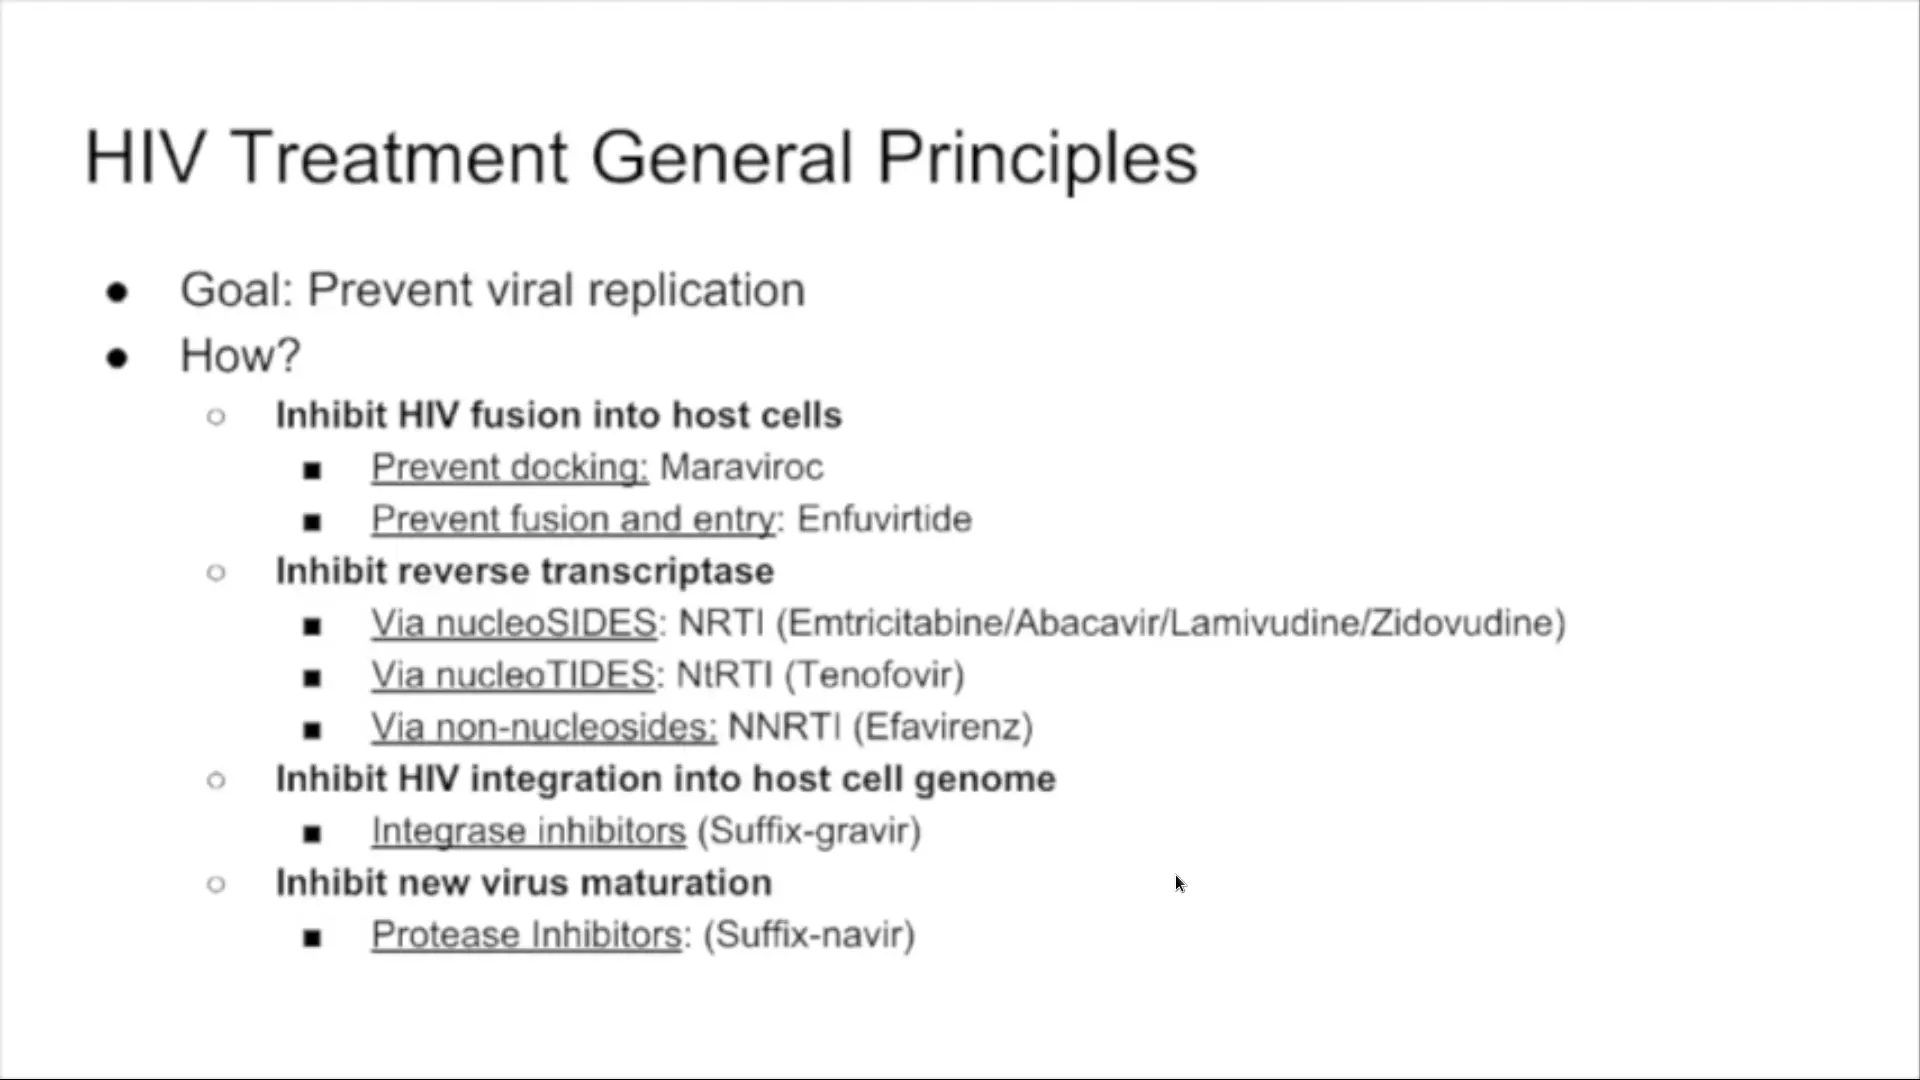 HIV Treatment General Principles
● Goal: Prevent viral replication
● How?
○ Inhibit HIV fusion into host cells
■ Prevent docking: Maraviroc
■ Prevent fusion and entry: Enfuvirtide
○ Inhibit reverse transcriptase
■ Via nucleoSIDES: NRTI (Emtricitabine/Abacavir/Lamivudine/Zidovudine)
■ Via nucleoTIDES: NtRTI (Tenofovir)
■ Via non-nucleosides: NNRTI (Efavirenz)
○ Inhibit HIV integration into host cell genome
■ Integrase inhibitors (Suffix-gravir)
○ Inhibit new virus maturation
■ Protease Inhibitors: (Suffix-navir)